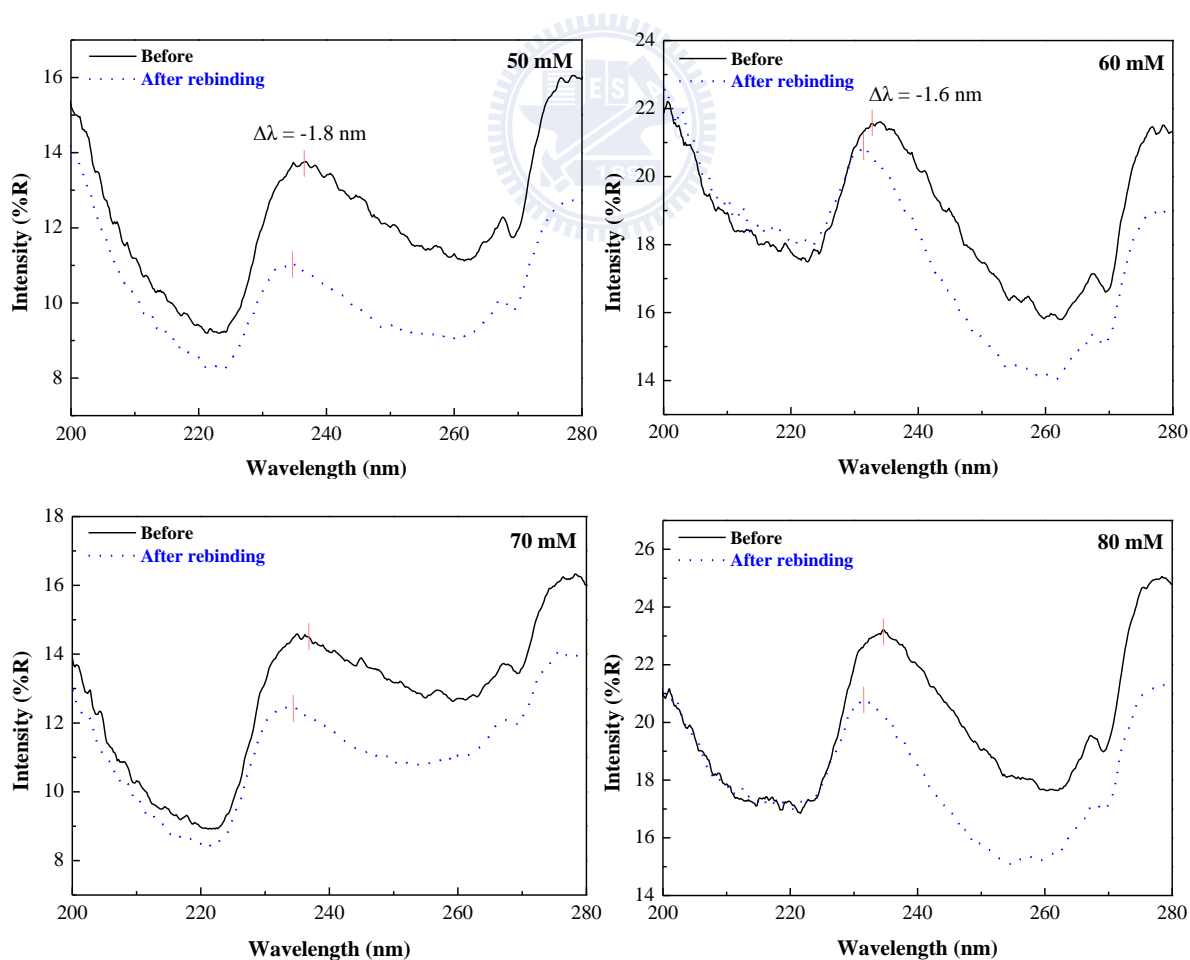 Before
After rebinding
50 mM
Δλ = -1.8 nm
16
14
12
10
8
Intensity (%R)
200
220
240
260
280
Wavelength (nm)
Before
After rebinding
60 mM
Δλ = -1.6 nm
24
22
20
18
16
14
Intensity (%R)
200
220
240
260
280
Wavelength (nm)
Before
After rebinding
70 mM
18
16
14
12
10
8
Intensity (%R)
200
220
240
260
280
Wavelength (nm)
Before
After rebinding
80 mM
26
24
22
20
18
16
14
Intensity (%R)
200
220
240
260
280
Wavelength (nm)
E S